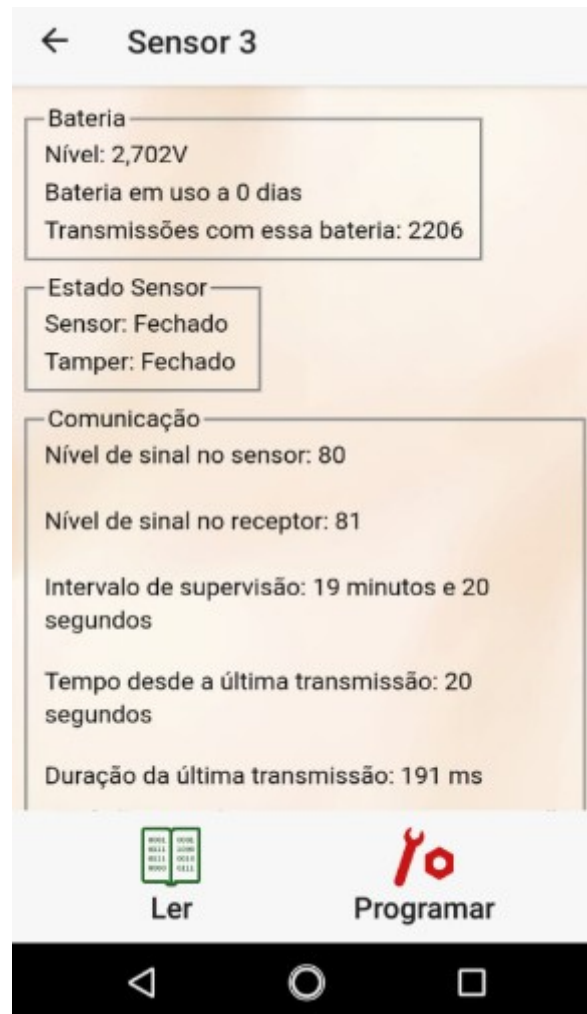 Sensor 3
Bateria
Nível: 2,702V
Bateria em uso a 0 dias
Transmissões com essa bateria: 2206
Estado Sensor
Sensor: Fechado
Tamper: Fechado
Comunicação
Nível de sinal no sensor: 80
Nível de sinal no receptor: 81
Intervalo de supervisão: 19 minutos e 20
segundos
Tempo desde a última transmissão: 20
segundos
Duração da última transmissão: 191 ms
Ler
Programar